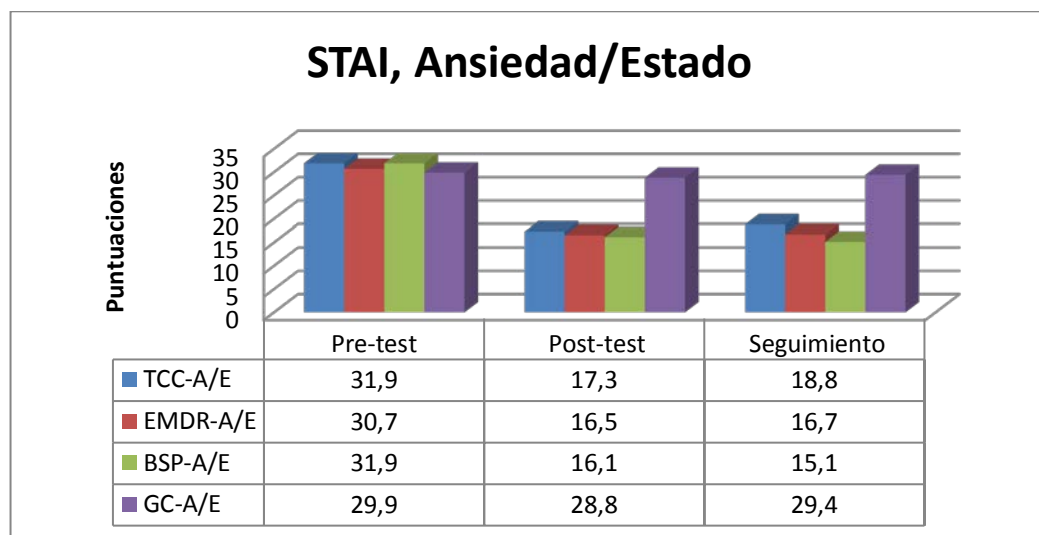 STAI, Ansiedad/Estado
Puntuaciones
35
30
25
20
15
10
5
0
Pre-test Post-test Seguimiento
TCC-A/E 31,9 17,3 18,8
EMDR-A/E 30,7 16,5 16,7
BSP-A/E 31,9 16,1 15,1
GC-A/E 29,9 28,8 29,4